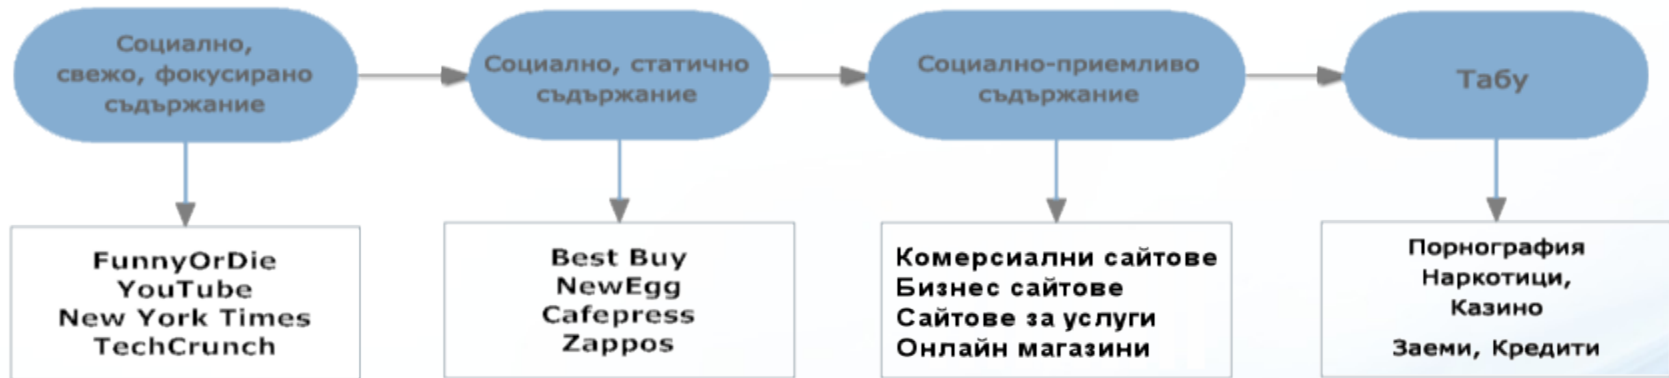 Социално,
свежо, фокусирано
съдържание
Социално, статично
съдържание
Социално-приемливо
съдържание
Табу
FunnyOrDie
YouTube
New York Times
TechCrunch
Best Buy
NewEgg
Cafepress
Zappos
Комерсиални сайтове
Бизнес сайтове
Сайтове за услуги
Онлайн магазини
Порнография
Наркотици,
Казино
Заеми, Кредити